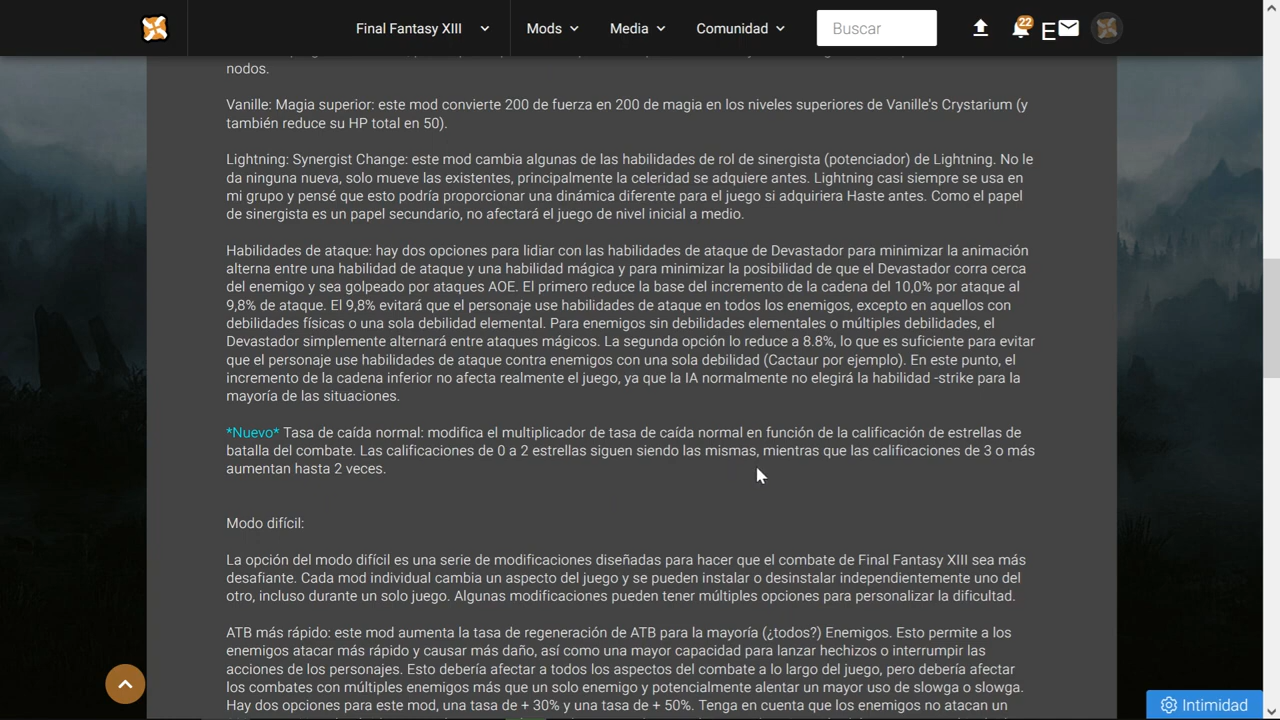 Final Fantasy XIII Mods Media Comunidad Buscar 22 E
nodos.
Vanille: Magia superior: este mod convierte 200 de fuerza en 200 de magia en los niveles superiores de Vanille's Crystarium (y
también reduce su HP total en 50).
Lightning: Synergist Change: este mod cambia algunas de las habilidades de rol de sinergista (potenciador) de Lightning. No le
da ninguna nueva, solo mueve las existentes, principalmente la celeridad se adquiere antes. Lightning casi siempre se usa en
mi grupo y pensé que esto podría proporcionar una dinámica diferente para el juego si adquiriera Haste antes. Como el papel
de sinergista es un papel secundario, no afectará el juego de nivel inicial a medio.
Habilidades de ataque: hay dos opciones para lidiar con las habilidades de ataque de Devastador para minimizar la animación
alterna entre una habilidad de ataque y una habilidad mágica y para minimizar la posibilidad de que el Devastador corra cerca
del enemigo y sea golpeado por ataques AOE. El primero reduce la base del incremento de la cadena del 10,0% por ataque al
9,8% de ataque. El 9,8% evitará que el personaje use habilidades de ataque en todos los enemigos, excepto en aquellos con
debilidades físicas o una sola debilidad elemental. Para enemigos sin debilidades elementales o múltiples debilidades, el
Devastador simplemente alternará entre ataques mágicos. La segunda opción lo reduce a 8.8%, lo que es suficiente para evitar
que el personaje use habilidades de ataque contra enemigos con una sola debilidad (Cactaur por ejemplo). En este punto, el
incremento de la cadena inferior no afecta realmente el juego, ya que la IA normalmente no elegirá la habilidad -strike para la
mayoría de las situaciones.
*Nuevo* Tasa de caída normal: modifica el multiplicador de tasa de caída normal en función de la calificación de estrellas de
batalla del combate. Las calificaciones de 0 a 2 estrellas siguen siendo las mismas, mientras que las calificaciones de 3 o más
aumentan hasta 2 veces.
Modo difícil:
La opción del modo difícil es una serie de modificaciones diseñadas para hacer que el combate de Final Fantasy XIII sea más
desafiante. Cada mod individual cambia un aspecto del juego y se pueden instalar o desinstalar independientemente uno del
otro, incluso durante un solo juego. Algunas modificaciones pueden tener múltiples opciones para personalizar la dificultad.
ATB más rápido: este mod aumenta la tasa de regeneración de ATB para la mayoría (¿todos?) Enemigos. Esto permite a los
enemigos atacar más rápido y causar más daño, así como una mayor capacidad para lanzar hechizos o interrumpir las
acciones de los personajes. Esto debería afectar a todos los aspectos del combate a lo largo del juego, pero debería afectar
los combates con múltiples enemigos más que un solo enemigo y potencialmente alentar un mayor uso de slowga o slowga.
Hay dos opciones para este mod, una tasa de + 30% y una tasa de + 50%. Tenga en cuenta que los enemigos no atacan un
Intimidad